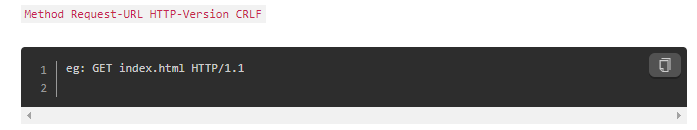 Method Request-URL HTTP-Version CRLF
1 eg: GET index.html HTTP/1.1
2